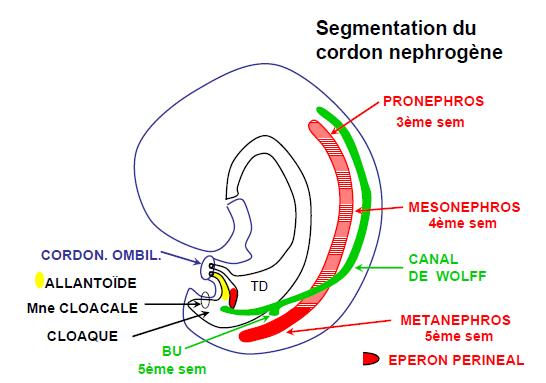 Segmentation du
cordon nephrogène
PRONEPHROS
3ème sem
MESONEPHROS
4ème sem
CORDON. OMBIL.
CANAL
DE WOLFF
ALLANTOÏDE
TD
Mne CLOACALE
METANEPHROS
5ème sem
CLOAQUE
BU
5ème sem
EPERON PERINEAL